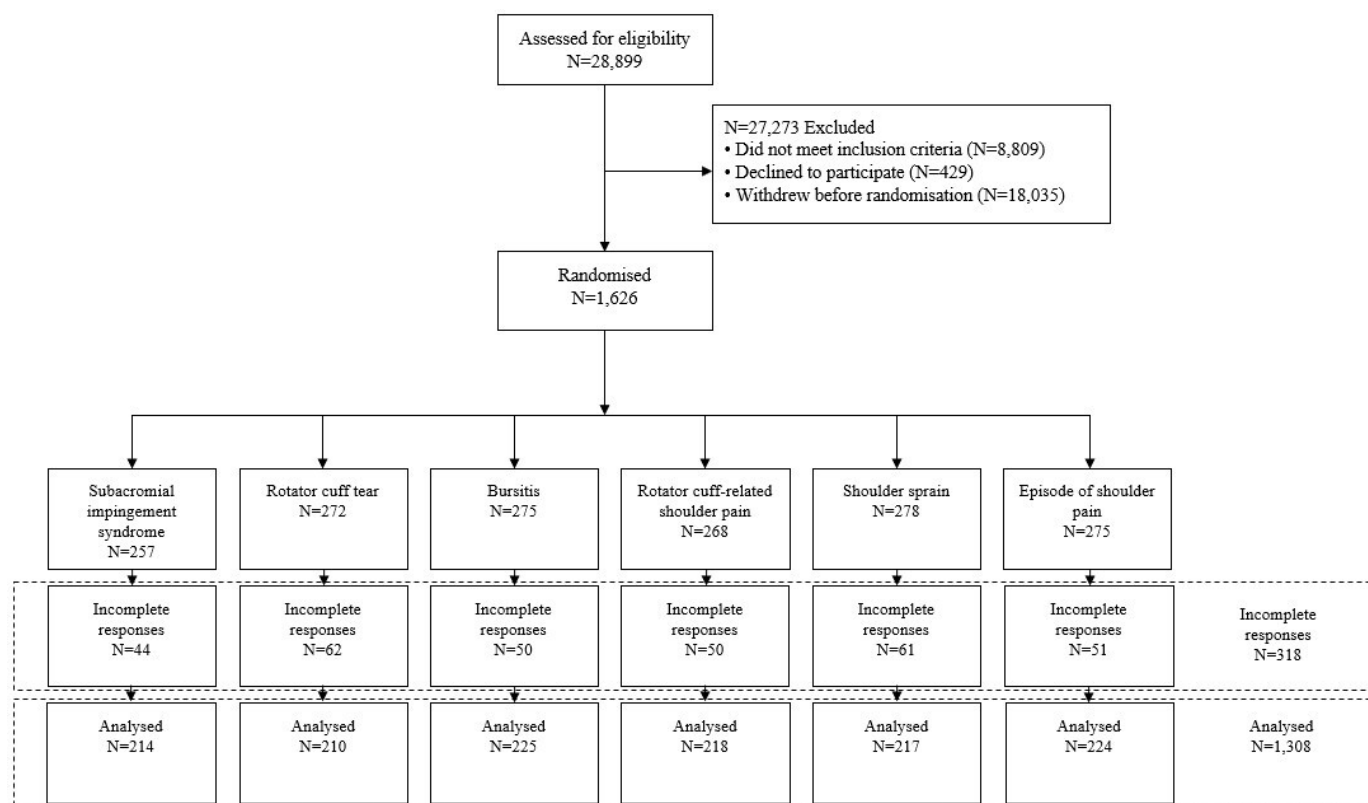 Assessed for eligibility
N=28,899
N=27,273 Excluded
• Did not meet inclusion criteria (N=8,809)
• Declined to participate (N=429)
• Withdrew before randomisation (N=18,035)
Randomised
N=1,626
Subacromial
impingement
syndrome
N=257
Rotator cuff tear
N=272
Bursitis
N=275
Rotator cuff-related
shoulder pain
N=268
Shoulder sprain
N=278
Episode of shoulder
pain
N=275
Incomplete
responses
N=44
Incomplete
responses
N=62
Incomplete
responses
N=50
Incomplete
responses
N=50
Incomplete
responses
N=61
Incomplete
responses
N=51
Incomplete
responses
N=318
Analysed
N=214
Analysed
N=210
Analysed
N=225
Analysed
N=218
Analysed
N=217
Analysed
N=224
Analysed
N=1,308